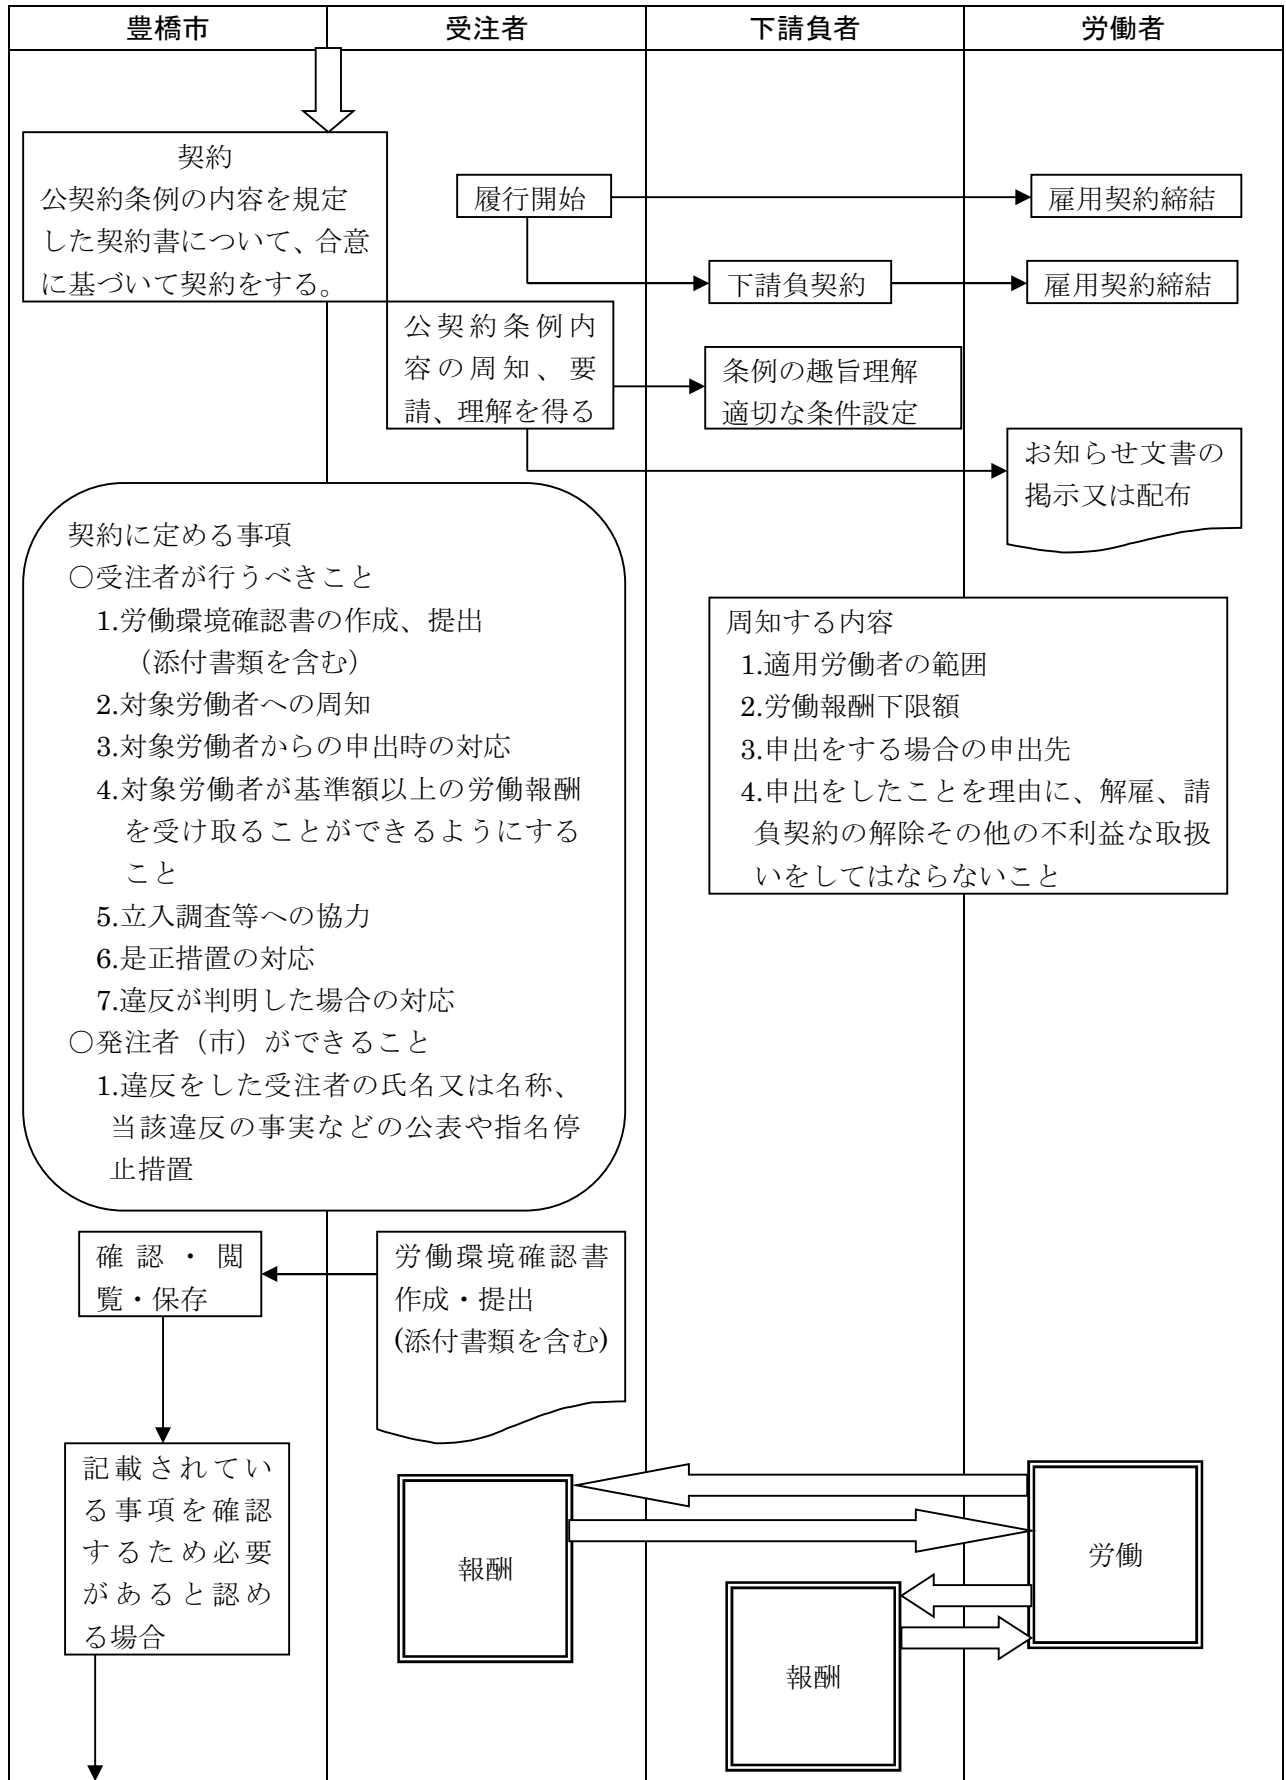 豊橋市
受注者
下請負者
労働者
契約
公契約条例の内容を規定
した契約書について、合意
に基づいて契約をする。
履行開始
雇用契約締結
下請負契約
雇用契約締結
公契約条例内
容の周知、要
請、理解を得る
条例の趣旨理解
適切な条件設定
お知らせ文書の
掲示又は配布
契約に定める事項
○受注者が行うべきこと
1.労働環境確認書の作成、提出
（添付書類を含む）
2.対象労働者への周知
3.対象労働者からの申出時の対応
4.対象労働者が基準額以上の労働報酬
を受け取ることができるようにする
こと
5.立入調査等への協力
6.是正措置の対応
7.違反が判明した場合の対応
○発注者（市）ができること
1.違反をした受注者の氏名又は名称、
当該違反の事実などの公表や指名停
止措置
周知する内容
1.適用労働者の範囲
2.労働報酬下限額
3.申出をする場合の申出先
4.申出をしたことを理由に、解雇、請
負契約の解除その他の不利益な取扱
いをしてはならないこと
確認・閲
覧・保存
労働環境確認書
作成・提出
(添付書類を含む)
記載されてい
る事項を確認
するため必要
があると認め
る場合
報酬
労働
報酬